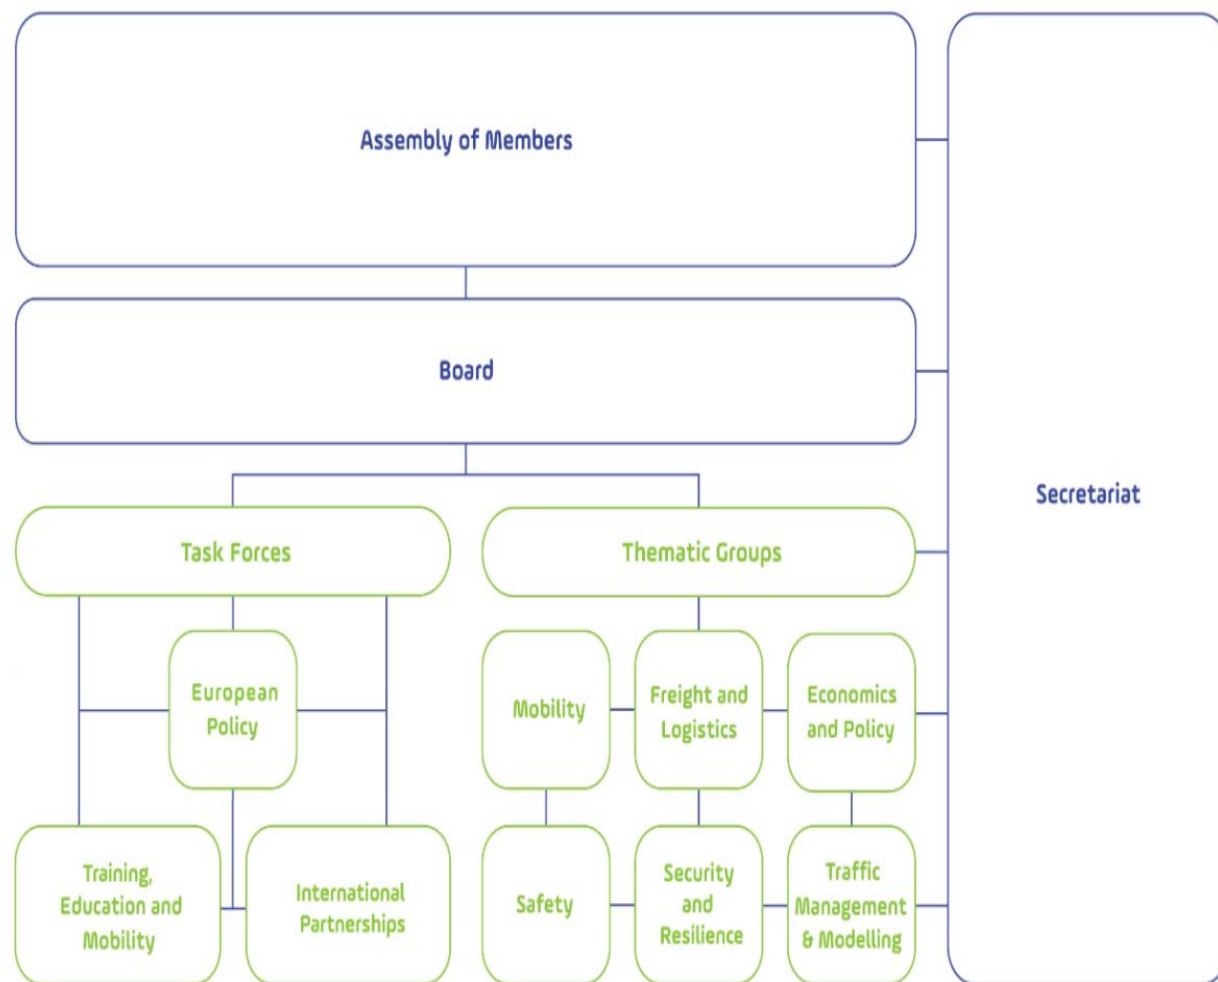 Assembly of Members
Board
Secretariat
Task Forces
Thematic Groups
European
Policy
Mobility
Freight and
Logistics
Economics
and Policy
Training,
Education and
Mobility
International
Partnerships
Safety
Security
and
Resilience
Traffic
Management
& Modelling